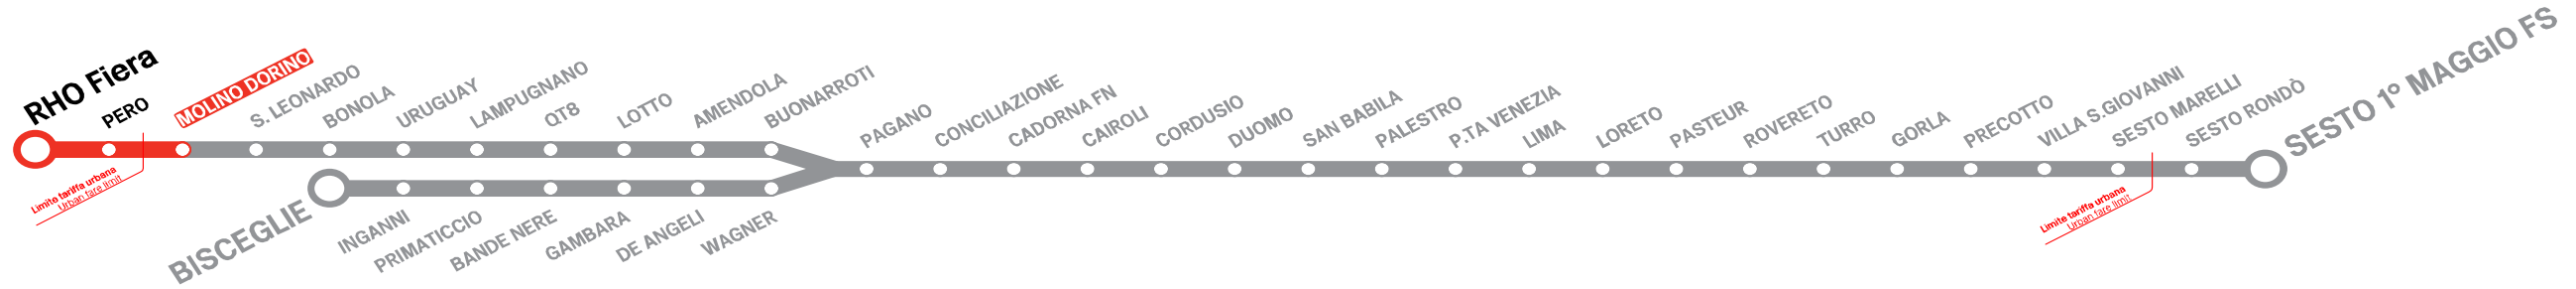 RHO Fiera
PERO
MOLINO DORINO
S. LEONARDO
BONOLA
URUGUAY
LAMPUGNANO
QT8
LOTTO
AMENDOLA
BUONARROTI
PAGANO
CONCILIAZIONE
CADORNA FN
CAIROLI
CORDUSIO
DUOMO
SAN BABILA
PALESTRO
P.TA VENEZIA
LIMA
LORETO
PASTEUR
ROVERETO
TURRO
GORLA
PRECOTTO
VILLA S.GIOVANNI
SESTO MARELLI
SESTO RONDÒ
SESTO 1° MAGGIO FS
Limite tariffa urbana
Urban fare limit
BISCEGLIE
INGANNI
PRIMATICCIO
BANDE NERE
GAMBARA
DE ANGELI
WAGNER
Limite tariffa urbana
Urban fare limit